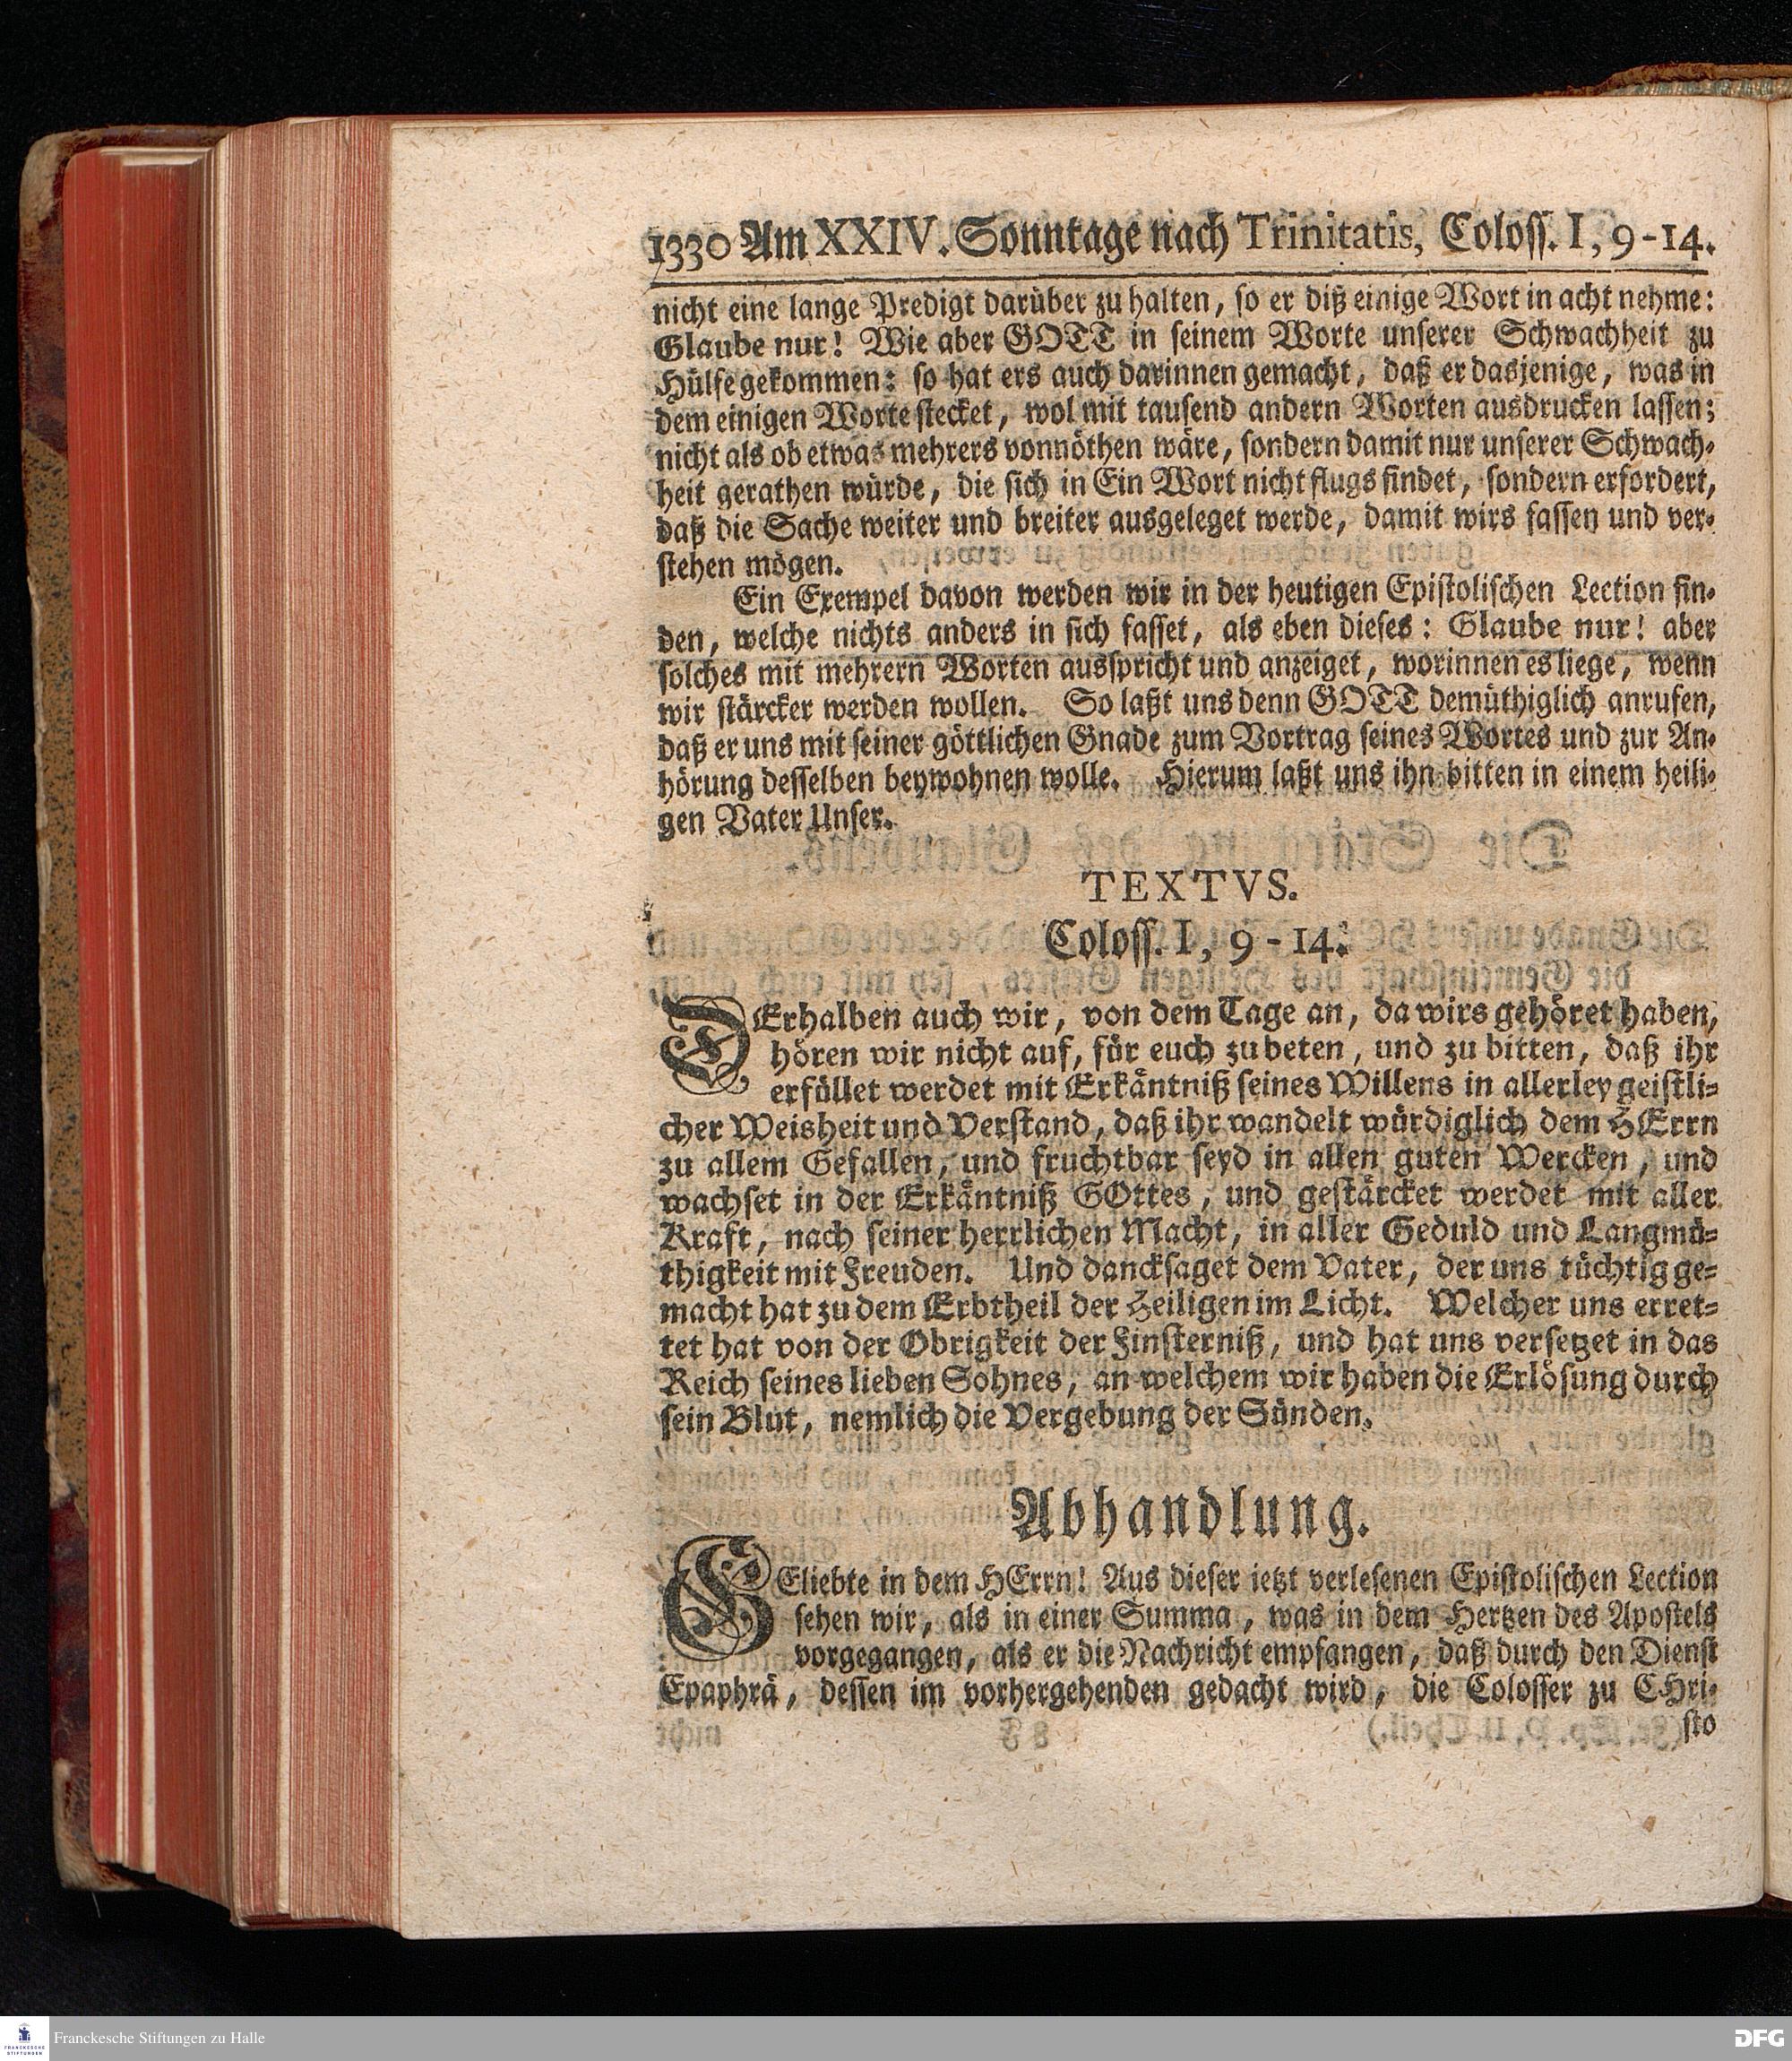 1330 Am XXIV. Sonntage nach Trinitatis, Coloss. I, 9-14.
nicht eine lange Predigt darüber zu halten, so er diß einige Wort in acht nehme:
Glaube nur! Wie aber GOTT in seinem Worte unserer Schwachheit zu
Hülfe gekommen: so hat ers auch darinnen gemacht, daß er dasjenige, was in
dem einigen Worte stecket, wol mit tausend andern Worten ausdrucken lassen;
nicht als ob etwas mehrers vonnöthen wäre, sondern damit nur unserer Schwach-
heit gerathen würde, die sich in Ein Wort nicht flugs findet, sondern erfordert,
daß die Sache weiter und breiter ausgeleget werde, damit wirs fassen und ver-
stehen mögen.
Ein Exempel davon werden wir in der heutigen Epistolischen Lection fin-
den, welche nichts anders in sich fasset, als eben dieses: Glaube nur! aber
solches mit mehrern Worten ausspricht und anzeiget, worinnen es liege, wenn
wir stärcker werden wollen. So laßt uns denn GOTT demüthiglich anrufen,
daß er uns mit seiner göttlichen Gnade zum Vortrag seines Wortes und zur An-
hörung desselben beywohnen wolle. Hierum laßt uns ihn bitten in einem heili-
gen Vater Unser.
TEXTVS.
Coloss. I, 9-14.
DErhalben auch wir, von dem Tage an, da wirs gehöret haben,
hören wir nicht auf, für euch zu beten, und zu bitten, daß ihr
erfüllet werdet mit Erkäntniß seines Willens in allerley geistli-
cher Weisheit und Verstand, daß ihr wandelt würdiglich dem HErrn
zu allem Gefallen, und fruchtbar seyd in allen guten Wercken, und
wachset in der Erkäntniß GOttes, und gestärcket werdet mit aller
Kraft, nach seiner herrlichen Macht, in aller Geduld und Langmü-
thigkeit mit Freuden. Und dancksaget dem Vater, der uns tüchtig ge-
macht hat zu dem Erbtheil der Heiligen im Licht. Welcher uns erret-
tet hat von der Obrigkeit der Finsterniß, und hat uns versetzet in das
Reich seines lieben Sohnes, an welchem wir haben die Erlösung durch
sein Blut, nemlich die Vergebung der Sünden.
Abhandlung.
GEliebte in dem HErrn! Aus dieser ietzt verlesenen Epistolischen Lection
sehen wir, als in einer Summa, was in dem Hertzen des Apostels
vorgegangen, als er die Nachricht empfangen, daß durch den Dienst
Epaphrä, dessen im vorhergehenden gedacht wird, die Colosser zu CHri-
sto
FRANCKESCHE STIFTUNGEN
Franckesche Stiftungen zu Halle
DFG